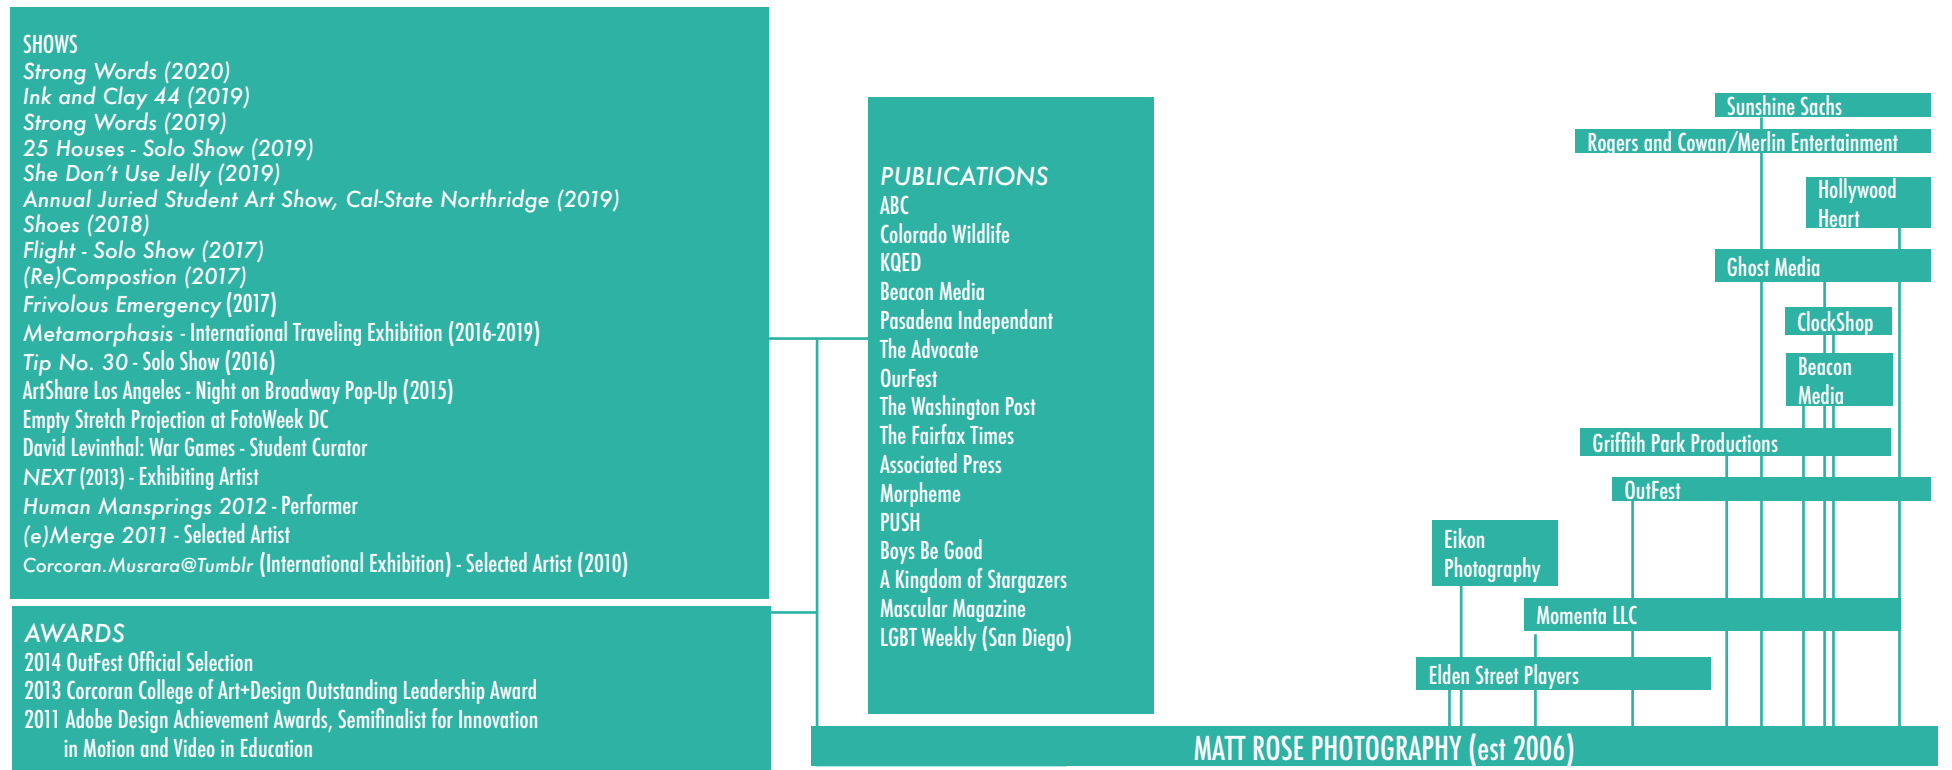 SHOWS
Strong Words (2020)
Ink and Clay 44 (2019)
Strong Words (2019)
25 Houses - Solo Show (2019)
She Don't Use Jelly (2019)
Annual Juried Student Art Show, Cal-State Northridge (2019)
Shoes (2018)
Flight - Solo Show (2017)
(Re)Compostion (2017)
Frivolous Emergency (2017)
Metamorphasis - International Traveling Exhibition (2016-2019)
Tip No. 30 - Solo Show (2016)
ArtShare Los Angeles - Night on Broadway Pop-Up (2015)
Empty Stretch Projection at FotoWeek DC
David Levinthal: War Games - Student Curator
NEXT (2013) - Exhibiting Artist
Human Mansprings 2012 - Performer
(e)Merge 2011 - Selected Artist
Corcoran.Musrara@Tumblr (International Exhibition) - Selected Artist (2010)
AWARDS
2014 OutFest Official Selection
2013 Corcoran College of Art+Design Outstanding Leadership Award
2011 Adobe Design Achievement Awards, Semifinalist for Innovation
in Motion and Video in Education
PUBLICATIONS
ABC
Colorado Wildlife
KQED
Beacon Media
Pasadena Independant
The Advocate
OurFest
The Washington Post
The Fairfax Times
Associated Press
Morpheme
PUSH
Boys Be Good
A Kingdom of Stargazers
Mascular Magazine
LGBT Weekly (San Diego)
Sunshine Sachs
Rogers and Cowan/Merlin Entertainment
Hollywood
Heart
Ghost Media
ClockShop
Beacon
Media
Griffith Park Productions
OutFest
Eikon
Photography
Momenta LLC
Elden Street Players
MATT ROSE PHOTOGRAPHY (est 2006)